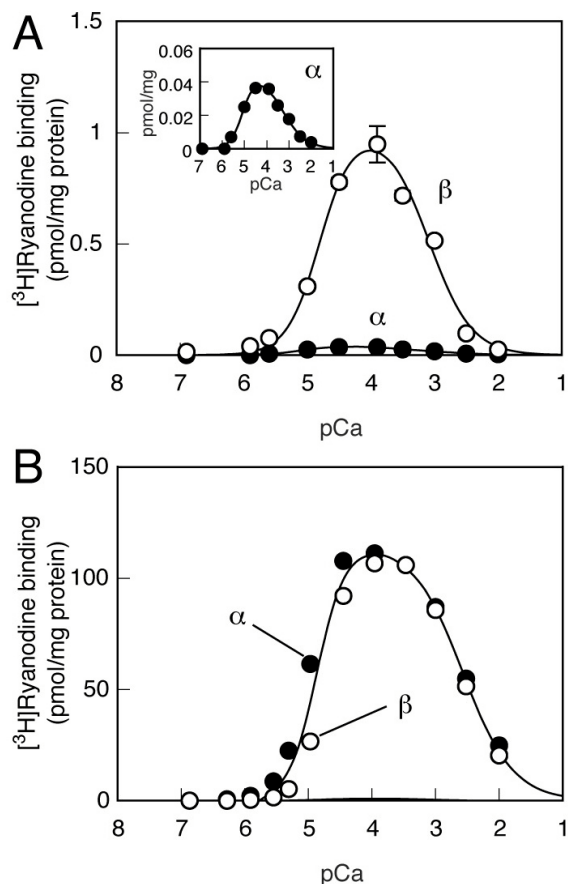 A
[³H]Ryanodine binding
(pmol/mg protein)
1.5
1
0.5
0
8 7 6 5 4 3 2 1
pCa
β
α
pmol/mg
0.06
0.04
0.02
0
α
7 6 5 4 3 2 1
pCa
B
[³H]Ryanodine binding
(pmol/mg protein)
150
100
50
0
α
β
8 7 6 5 4 3 2 1
pCa